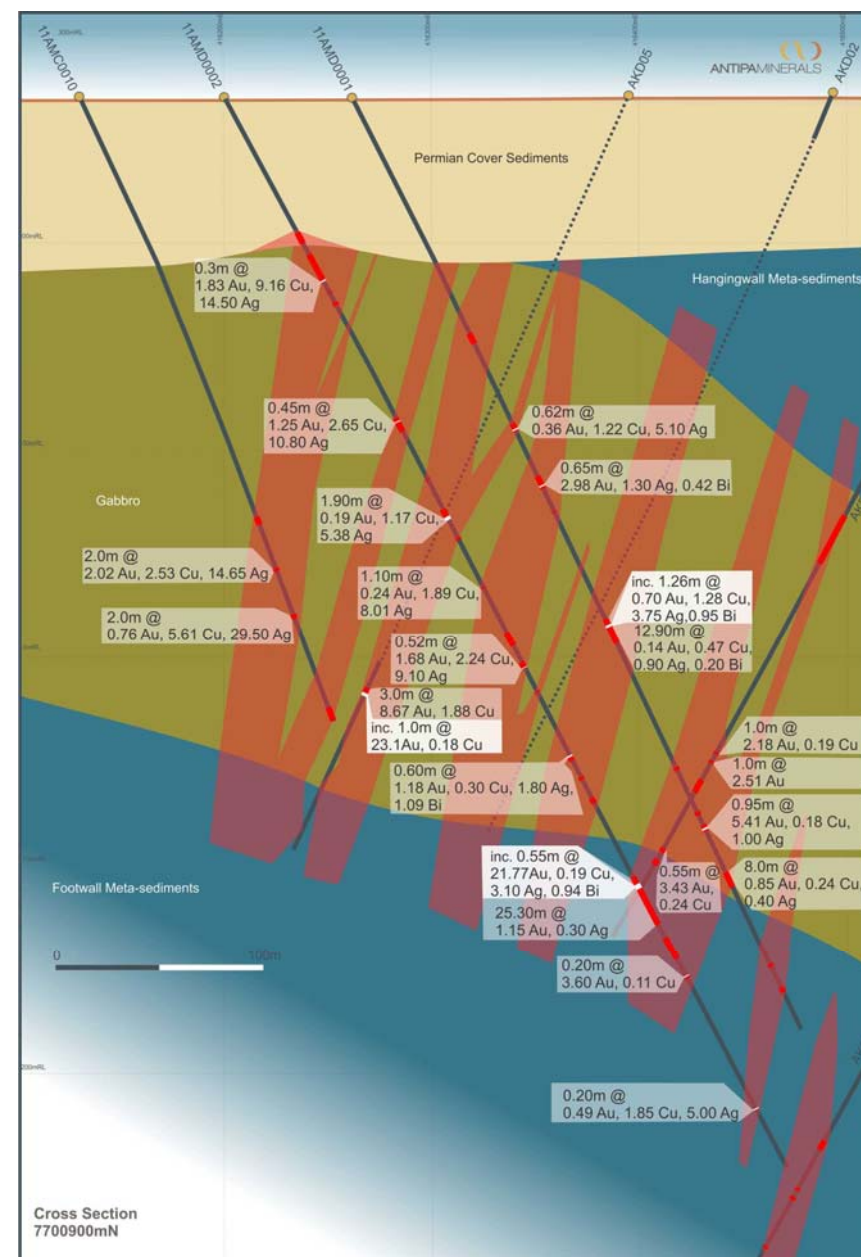 300mRL
11AMC0010
11AMD0002
11AMD0001
AKD05
AKD02
ANTIPAMINERALS
Permian Cover Sediments
Hangingwall Meta-sediments
0.3m @
1.83 Au, 9.16 Cu,
14.50 Ag
0.45m @
1.25 Au, 2.65 Cu,
10.80 Ag
0.62m @
0.36 Au, 1.22 Cu, 5.10 Ag
0.65m @
2.98 Au, 1.30 Ag, 0.42 Bi
Gabbro
1.90m @
0.19 Au, 1.17 Cu,
5.38 Ag
2.0m @
2.02 Au, 2.53 Cu, 14.65 Ag
1.10m @
0.24 Au, 1.89 Cu,
8.01 Ag
inc. 1.26m @
0.70 Au, 1.28 Cu,
3.75 Ag,0.95 Bi
12.90m @
0.14 Au, 0.47 Cu,
0.90 Ag, 0.20 Bi
2.0m @
0.76 Au, 5.61 Cu, 29.50 Ag
0.52m @
1.68 Au, 2.24 Cu,
9.10 Ag
3.0m @
8.67 Au, 1.88 Cu
inc. 1.0m @
23.1Au, 0.18 Cu
1.0m @
2.18 Au, 0.19 Cu
1.0m @
2.51 Au
0.60m @
1.18 Au, 0.30 Cu, 1.80 Ag,
1.09 Bi
0.95m @
5.41 Au, 0.18 Cu,
1.00 Ag
inc. 0.55m @
21.77Au, 0.19 Cu,
3.10 Ag, 0.94 Bi
0.55m @
3.43 Au,
0.24 Cu
8.0m @
0.85 Au, 0.24 Cu,
0.40 Ag
Footwall Meta-sediments
25.30m @
1.15 Au, 0.30 Ag
0 100m
0.20m @
3.60 Au, 0.11 Cu
0.20m @
0.49 Au, 1.85 Cu, 5.00 Ag
Cross Section
7700900mN